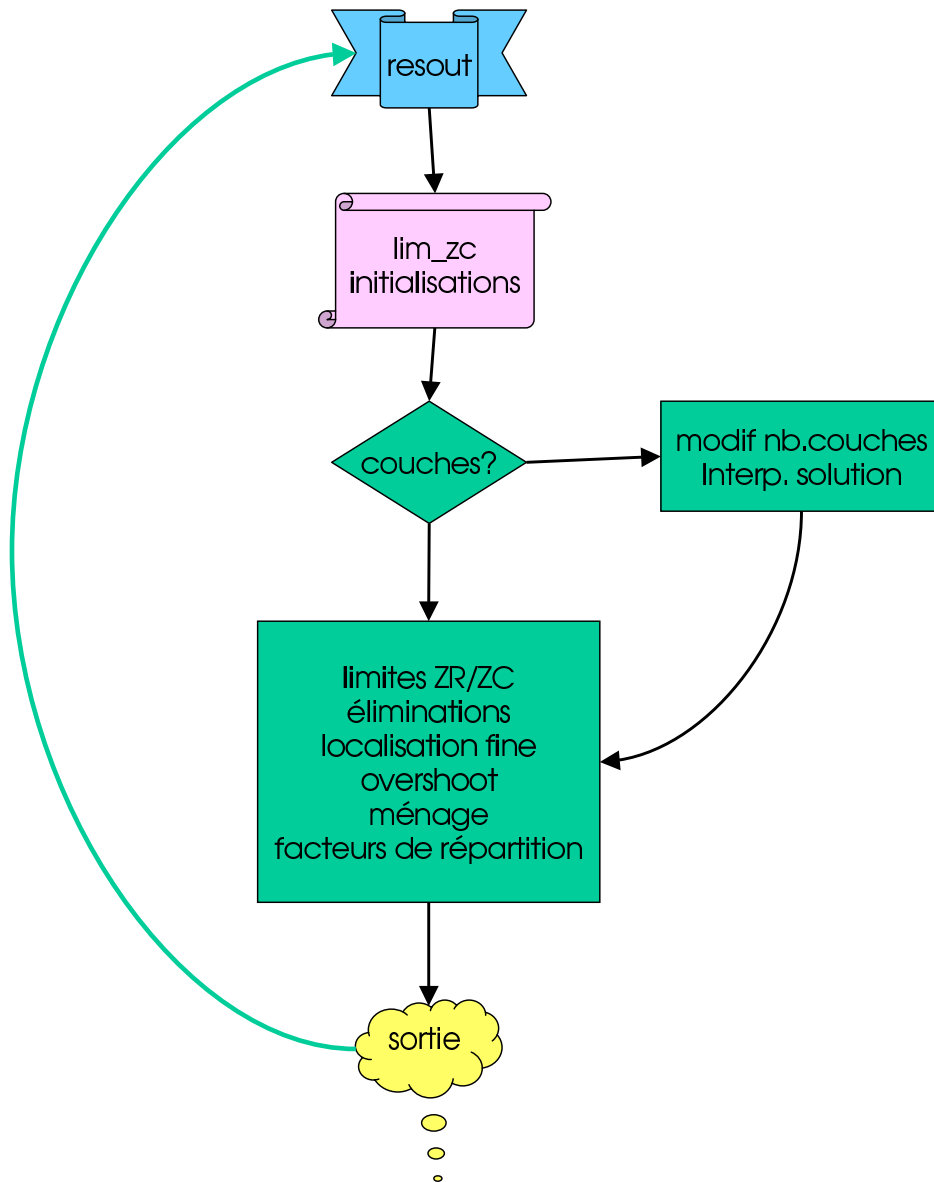 resout
lim_zc
initialisations
couches?
modif nb.couches
Interp. solution
limites ZR/ZC
éliminations
localisation fine
overshoot
ménage
facteurs de répartition
sortie